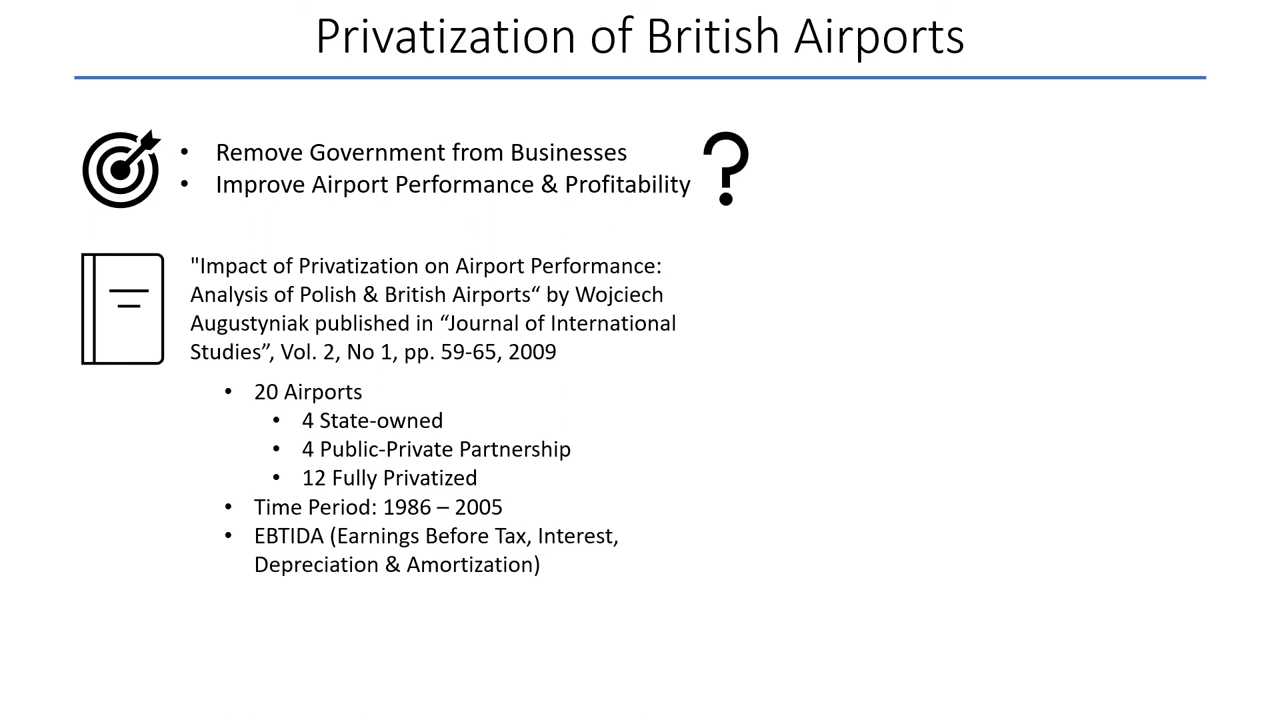 Privatization of British Airports
• Remove Government from Businesses
• Improve Airport Performance & Profitability
?
"Impact of Privatization on Airport Performance:
Analysis of Polish & British Airports“ by Wojciech
Augustyniak published in “Journal of International
Studies”, Vol. 2, No 1, pp. 59-65, 2009
• 20 Airports
• 4 State-owned
• 4 Public-Private Partnership
• 12 Fully Privatized
• Time Period: 1986 – 2005
• EBTIDA (Earnings Before Tax, Interest,
Depreciation & Amortization)